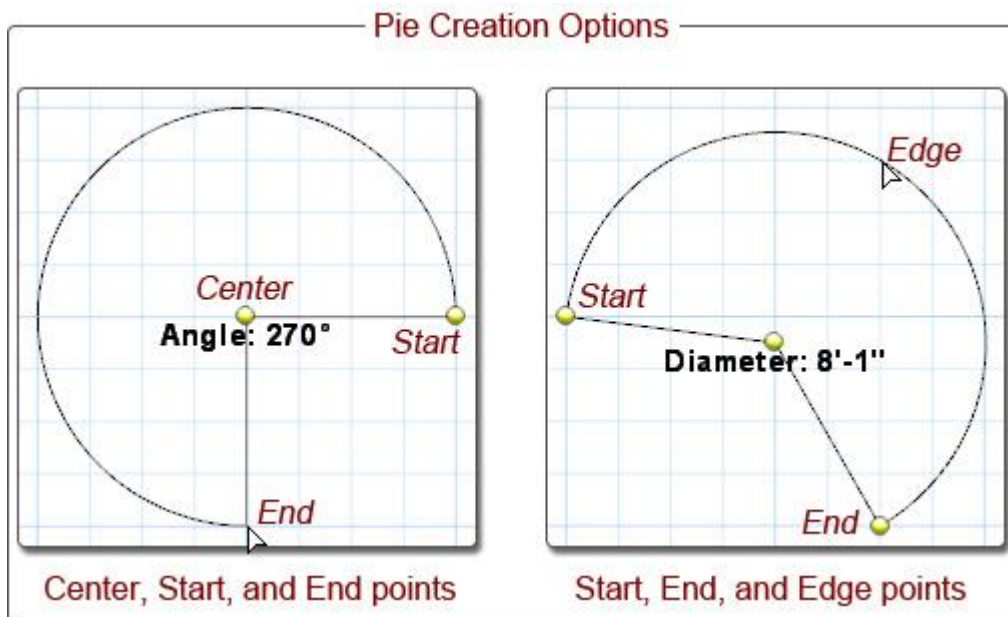 Pie Creation Options
Center
Angle: 270°
Start
End
Center, Start, and End points
Edge
Start
Diameter: 8'-1"
End
Start, End, and Edge points